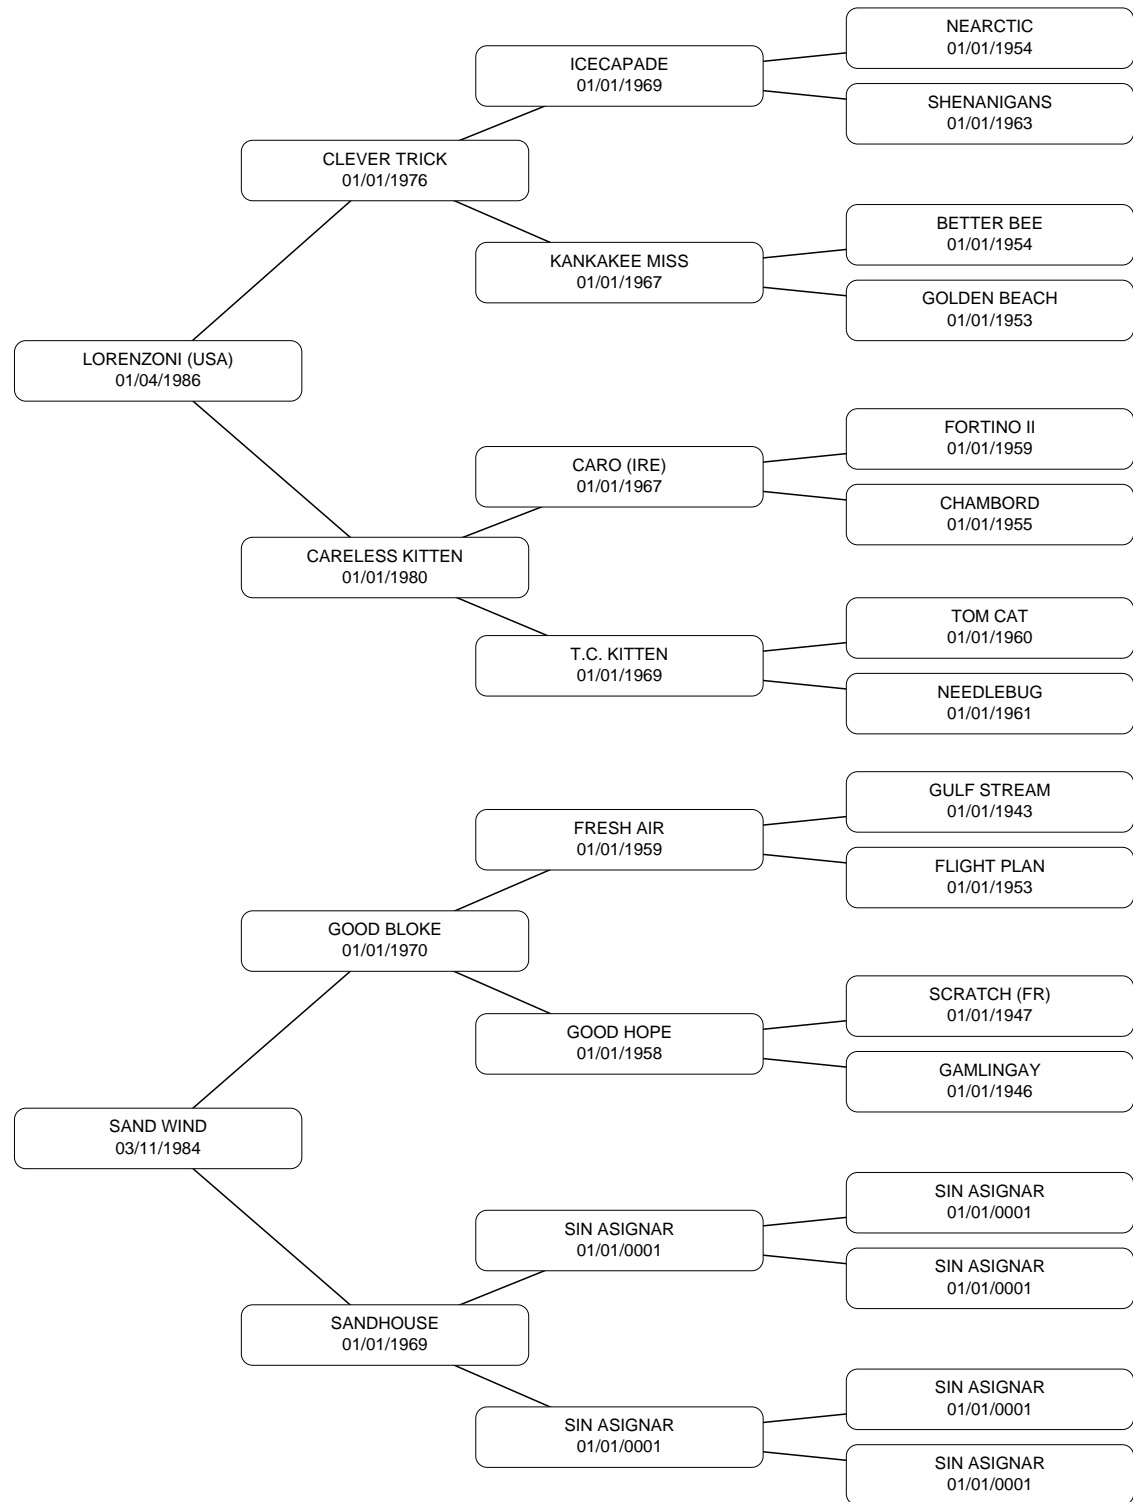 NEARCTIC
01/01/1954
ICECAPADE
01/01/1969
SHENANIGANS
01/01/1963
CLEVER TRICK
01/01/1976
BETTER BEE
01/01/1954
KANKAKEE MISS
01/01/1967
GOLDEN BEACH
01/01/1953
LORENZONI (USA)
01/04/1986
FORTINO II
01/01/1959
CARO (IRE)
01/01/1967
CHAMBORD
01/01/1955
CARELESS KITTEN
01/01/1980
TOM CAT
01/01/1960
T.C. KITTEN
01/01/1969
NEEDLEBUG
01/01/1961
GULF STREAM
01/01/1943
FRESH AIR
01/01/1959
FLIGHT PLAN
01/01/1953
GOOD BLOKE
01/01/1970
SCRATCH (FR)
01/01/1947
GOOD HOPE
01/01/1958
GAMLINGAY
01/01/1946
SAND WIND
03/11/1984
SIN ASIGNAR
01/01/0001
SIN ASIGNAR
01/01/0001
SIN ASIGNAR
01/01/0001
SANDHOUSE
01/01/1969
SIN ASIGNAR
01/01/0001
SIN ASIGNAR
01/01/0001
SIN ASIGNAR
01/01/0001